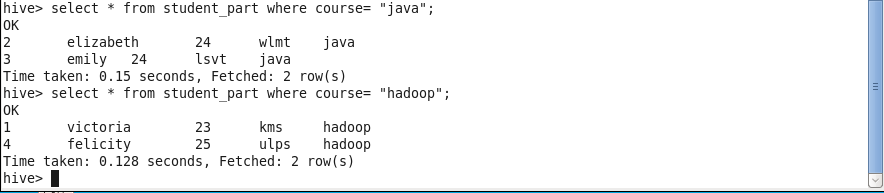 hive> select * from student_part where course= "java";
OK
2 elizabeth 24 wlmt java
3 emily 24 lsvt java
Time taken: 0.15 seconds, Fetched: 2 row(s)
hive> select * from student_part where course= "hadoop";
OK
1 victoria 23 kms hadoop
4 felicity 25 ulps hadoop
Time taken: 0.128 seconds, Fetched: 2 row(s)
hive>